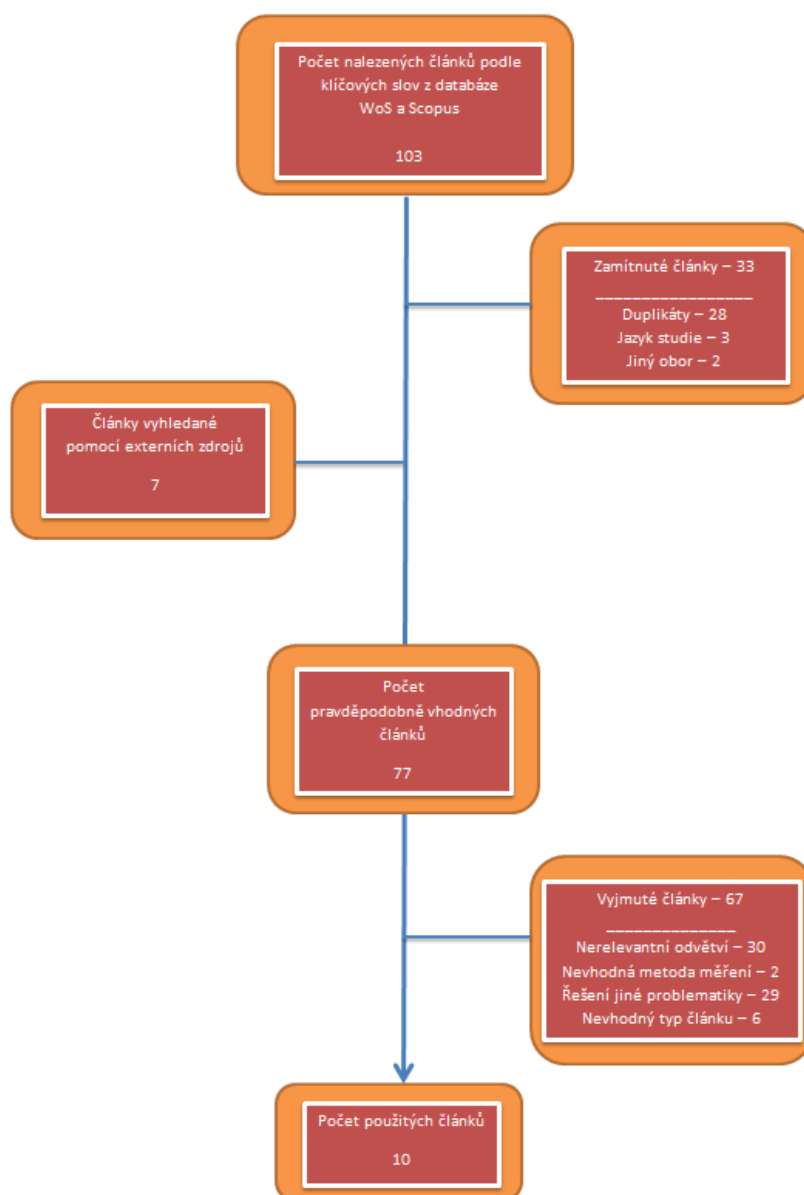 Počet nalezených článků podle
klíčových slov z databáze
WoS a Scopus
103
Zamítnuté články – 33
_________________
Duplikáty – 28
Jazyk studie – 3
Jiný obor – 2
Články vyhledané
pomocí externích zdrojů
7
Počet
pravděpodobně vhodných
článků
77
Vyjmuté články – 67
______________
Nerelevantní odvětví – 30
Nevhodná metoda měření – 2
Řešení jiné problematiky – 29
Nevhodný typ článku – 6
Počet použitých článků
10